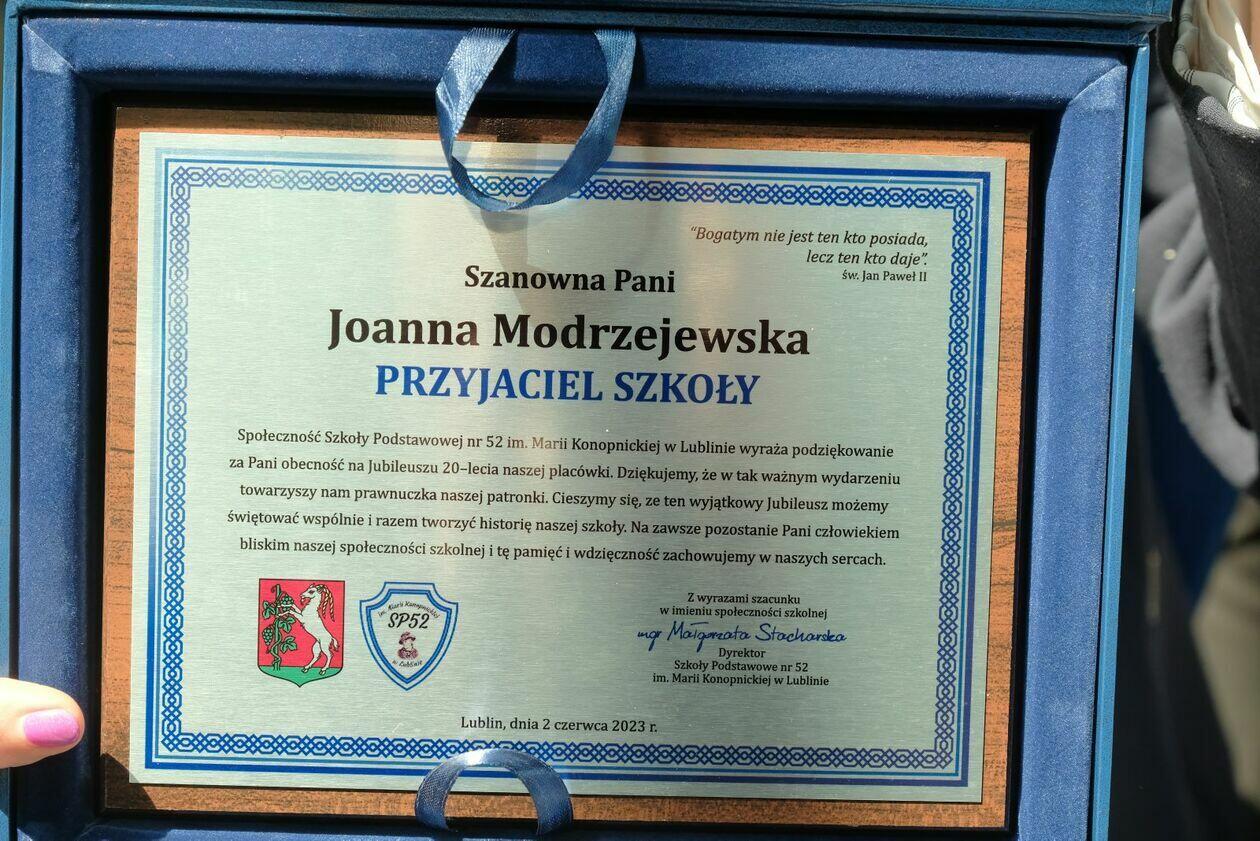 “Bogatym nie jest ten kto posiada,
lecz ten kto daje”.
św. Jan Paweł II
Szanowna Pani
Joanna Modrzejewska
PRZYJACIEL SZKOŁY
Społeczność Szkoły Podstawowej nr 52 im. Marii Konopnickiej w Lublinie wyraża podziękowanie
za Pani obecność na Jubileuszu 20–lecia naszej placówki. Dziękujemy, że w tak ważnym wydarzeniu
towarzyszy nam prawnuczka naszej patronki. Cieszymy się, ze ten wyjątkowy Jubileusz możemy
świętować wspólnie i razem tworzyć historię naszej szkoły. Na zawsze pozostanie Pani człowiekiem
bliskim naszej społeczności szkolnej i tę pamięć i wdzięczność zachowujemy w naszych sercach.
im. Marii Konopnickiej
SP52
w Lublinie
Z wyrazami szacunku
w imieniu społeczności szkolnej
mgr Małgorzata Stacharska
Dyrektor
Szkoły Podstawowe nr 52
im. Marii Konopnickiej w Lublinie
Lublin, dnia 2 czerwca 2023 r.